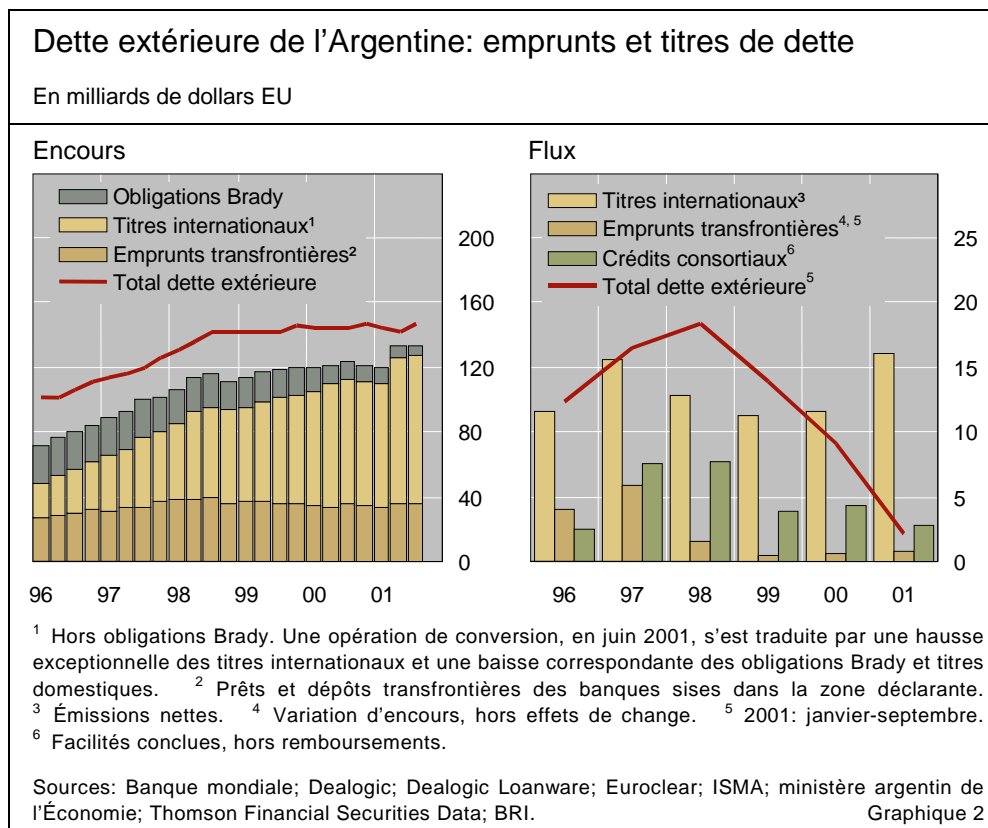 Dette extérieure de l’Argentine: emprunts et titres de dette
En milliards de dollars EU
Encours
Obligations Brady
Titres internationaux¹
Emprunts transfrontières²
Total dette extérieure
200
160
120
80
40
0
96 97 98 99 00 01
Flux
Titres internationaux³
Emprunts transfrontières⁴, ⁵
Crédits consortiaux⁶
Total dette extérieure⁵
25
20
15
10
5
0
96 97 98 99 00 01
¹ Hors obligations Brady. Une opération de conversion, en juin 2001, s’est traduite par une hausse
exceptionnelle des titres internationaux et une baisse correspondante des obligations Brady et titres
domestiques. ² Prêts et dépôts transfrontières des banques sises dans la zone déclarante.
³ Émissions nettes. ⁴ Variation d’encours, hors effets de change. ⁵ 2001: janvier-septembre.
⁶ Facilités conclues, hors remboursements.
Sources: Banque mondiale; Dealogic; Dealogic Loanware; Euroclear; ISMA; ministère argentin de
l’Économie; Thomson Financial Securities Data; BRI. Graphique 2